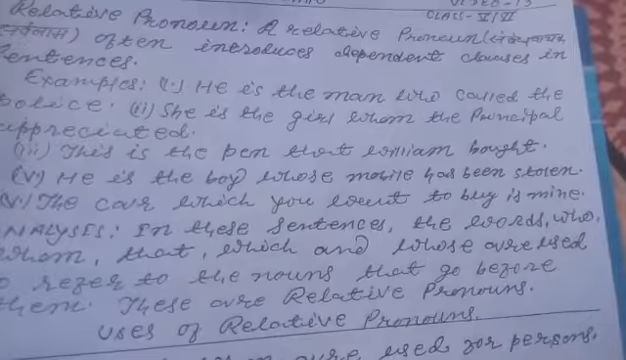 CLASS-V/VI
Relative Pronoun: A relative Pronoun (संबंधवाचक
सर्वनाम) often introduces dependent clauses in
Sentences.
Examples: (i) He is the man who called the
police. (ii) She is the girl whom the Principal
appreciated.
(iii) This is the pen that william bought.
(v) He is the boy whose mobile has been stolen.
The car which you want to buy is mine.
ANALYSIS: In these sentences, the words, who,
whom, that, which and whose are used
to refer to the nouns that go before
them. These are Relative Pronouns.
uses of Relative Pronouns.
are used for persons.